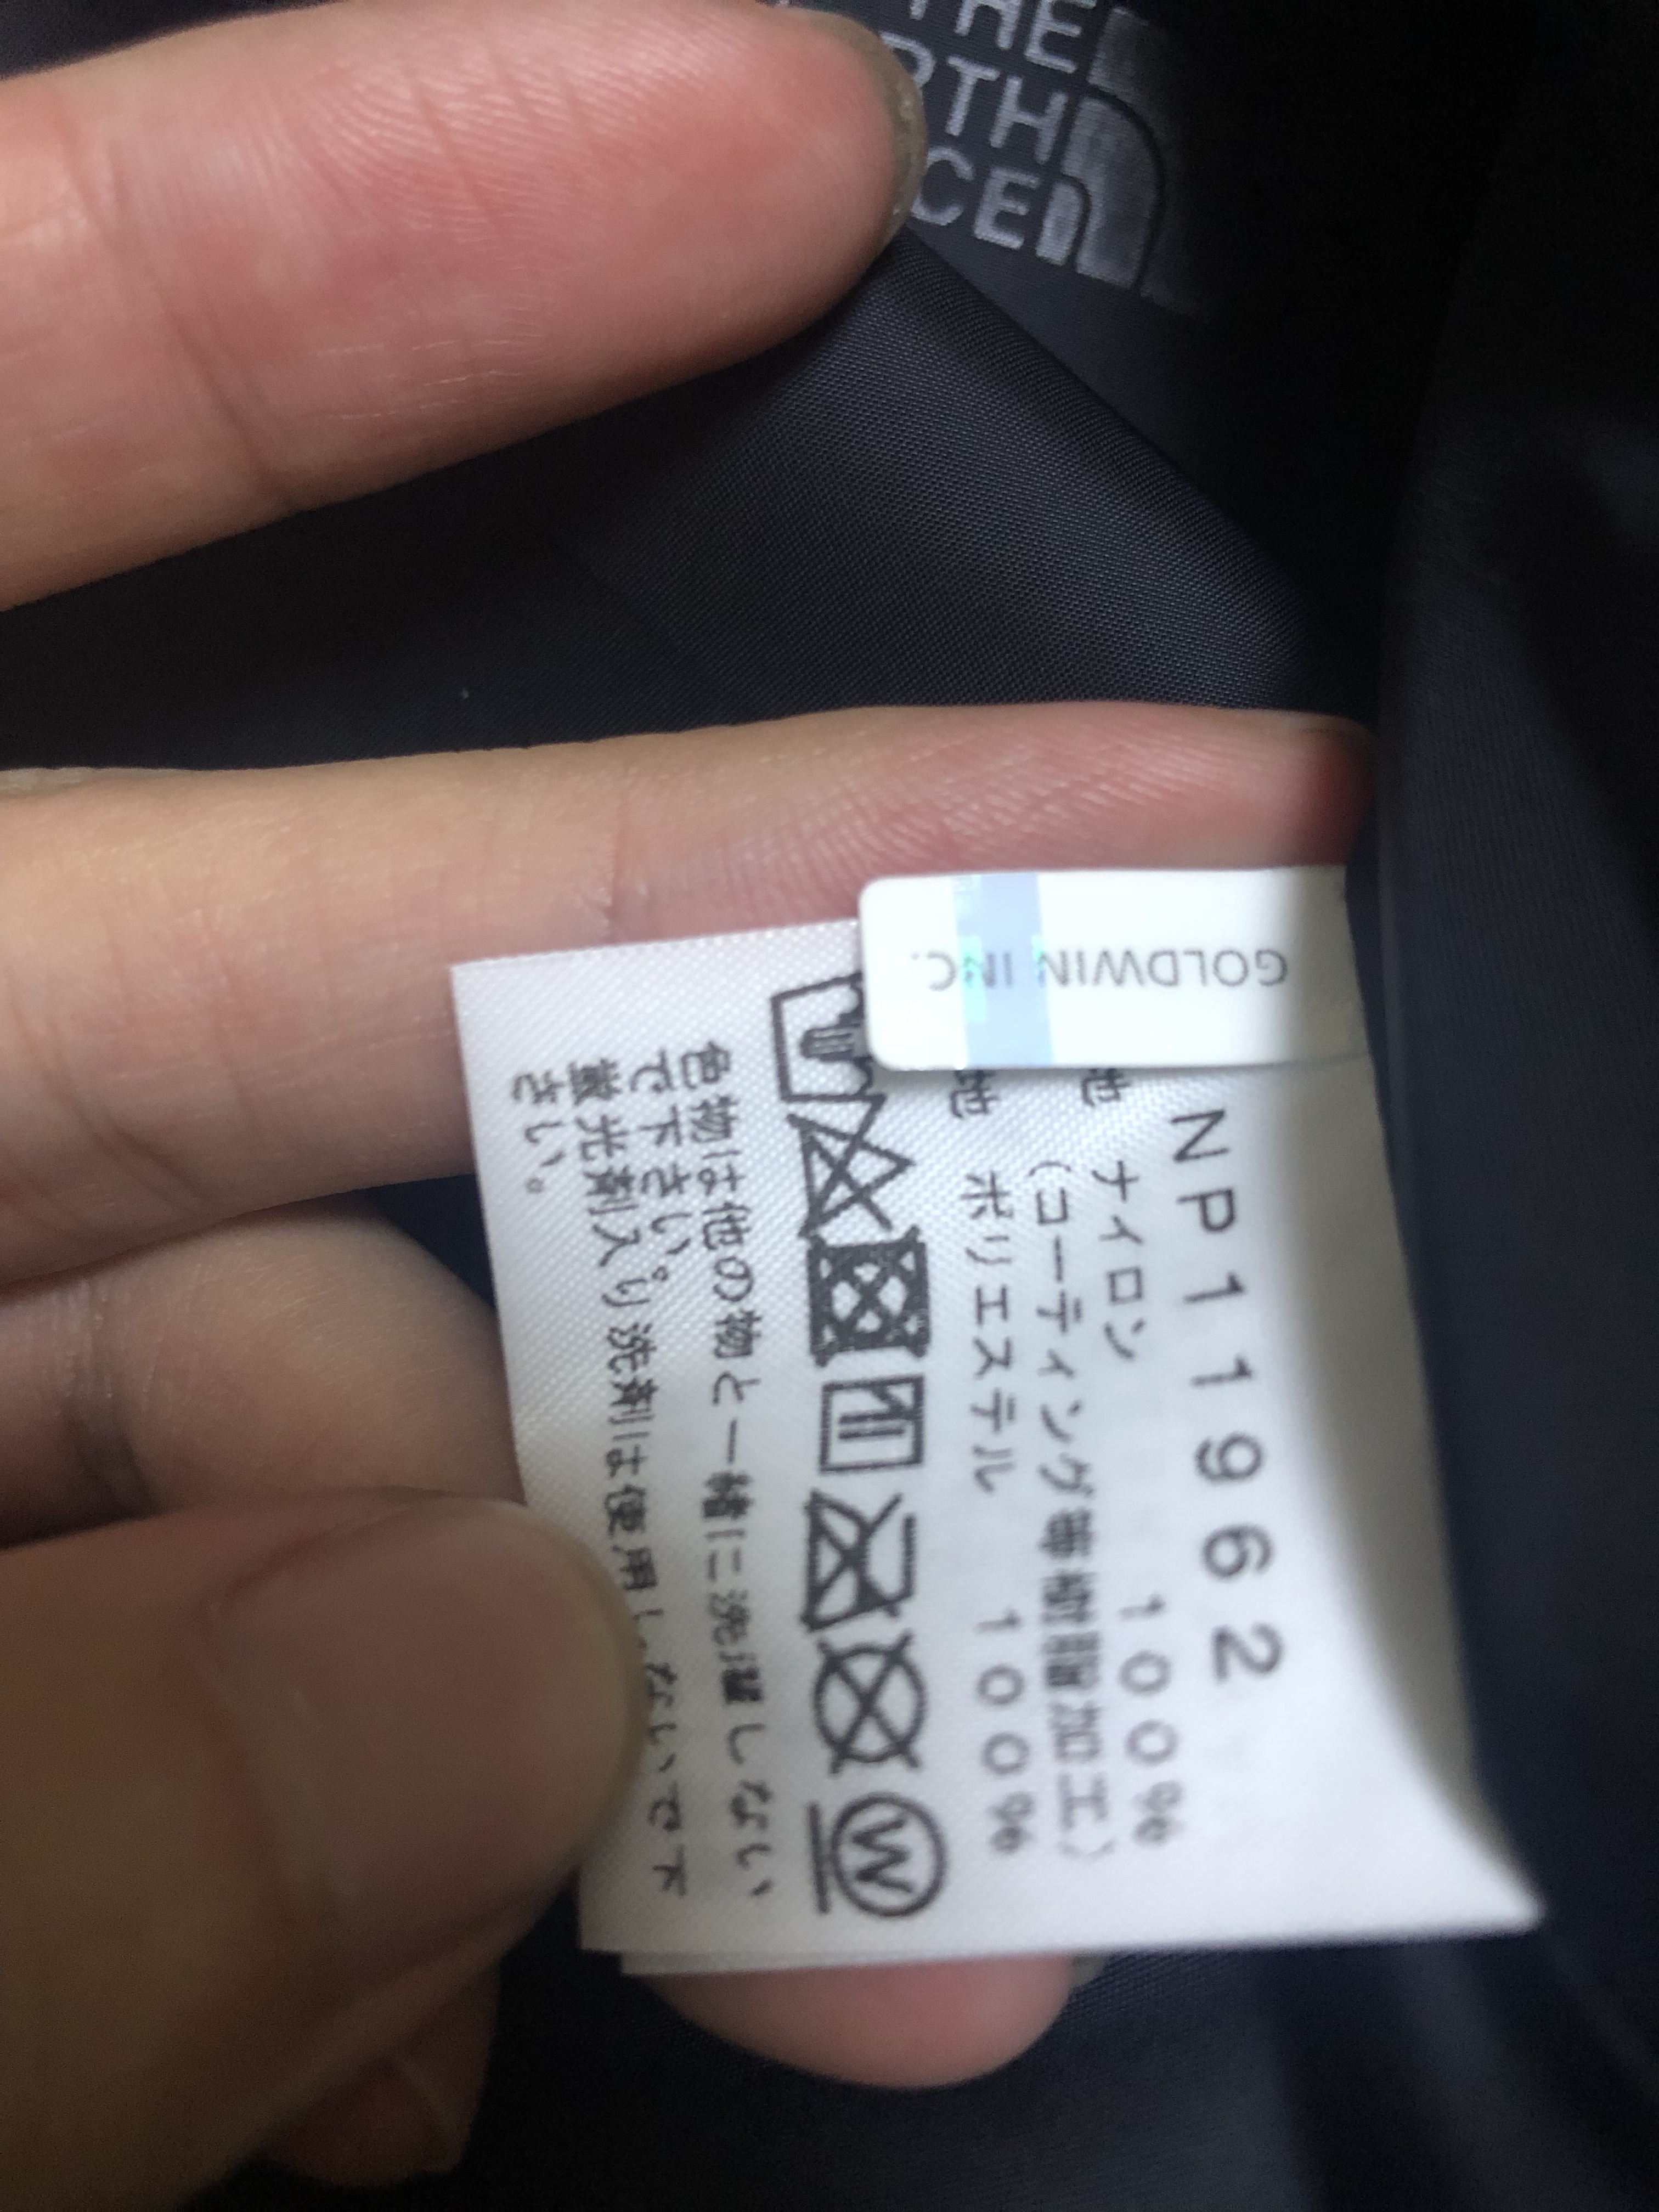 THE
RTH
CE
GOLDWIN INC.
NP11962
地 ナイロン 100%
(コーティング等樹脂加工)
地 ポリエステル 100%
W
色物は他の物と一緒に洗濯しない
で下さい。
蛍光剤入り洗剤は使用しないで下
さい。